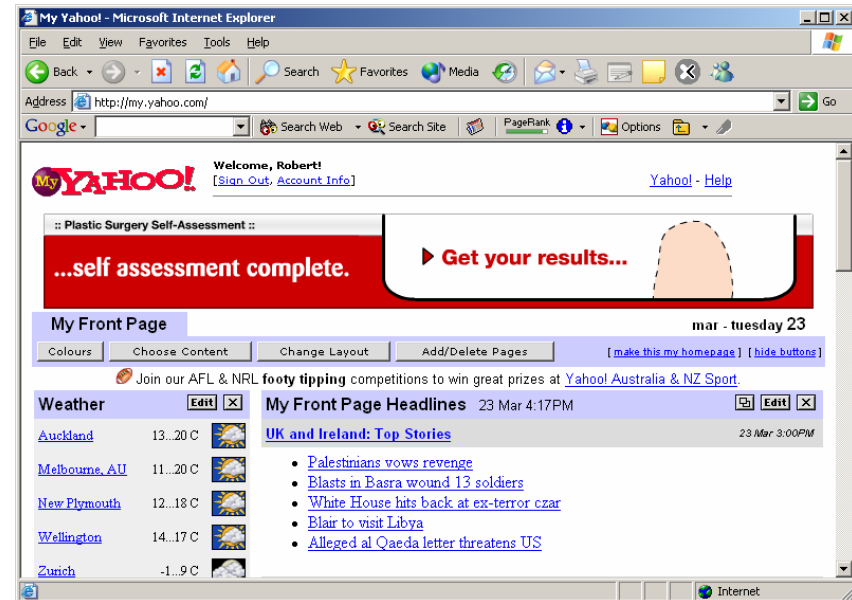 My Yahoo! - Microsoft Internet Explorer
File Edit View Favorites Tools Help
Back Search Favorites Media
Address http://my.yahoo.com/ Go
Google Search Web Search Site PageRank Options
My YAHOO!
Welcome, Robert!
[Sign Out, Account Info]
Yahoo! - Help
:: Plastic Surgery Self-Assessment ::
...self assessment complete.
Get your results...
My Front Page
mar - tuesday 23
Colours Choose Content Change Layout Add/Delete Pages [ make this my homepage ] [ hide buttons ]
Join our AFL & NRL footy tipping competitions to win great prizes at Yahoo! Australia & NZ Sport.
Weather Edit X
Auckland 13...20 C
Melbourne, AU 11...20 C
New Plymouth 12...18 C
Wellington 14...17 C
Zurich -1...9 C
My Front Page Headlines 23 Mar 4:17PM Edit X
UK and Ireland: Top Stories 23 Mar 3:00PM
• Palestinians vows revenge
• Blasts in Basra wound 13 soldiers
• White House hits back at ex-terror czar
• Blair to visit Libya
• Alleged al Qaeda letter threatens US
Internet